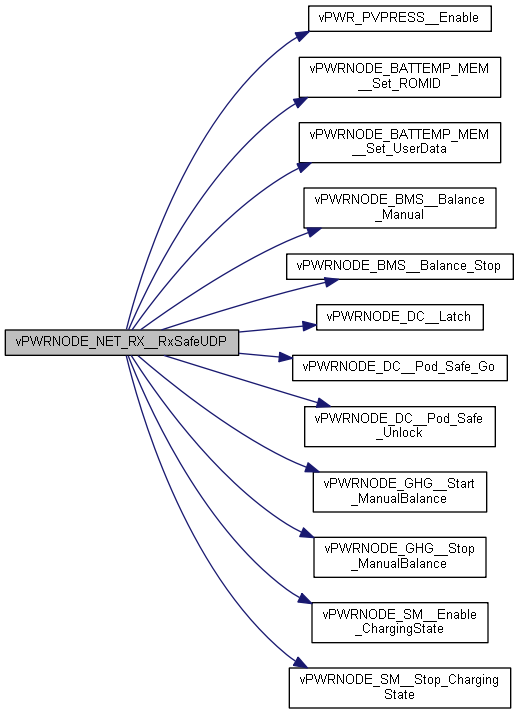 vPWR_PVPRESS__Enable
vPWRNODE_BATTEMP_MEM
__Set_ROMID
vPWRNODE_BATTEMP_MEM
__Set_UserData
vPWRNODE_BMS__Balance
_Manual
vPWRNODE_BMS__Balance_Stop
vPWRNODE_DC__Latch
vPWRNODE_NET_RX__RxSafeUDP
vPWRNODE_DC__Pod_Safe_Go
vPWRNODE_DC__Pod_Safe
_Unlock
vPWRNODE_GHG__Start
_ManualBalance
vPWRNODE_GHG__Stop
_ManualBalance
vPWRNODE_SM__Enable
_ChargingState
vPWRNODE_SM__Stop_Charging
State